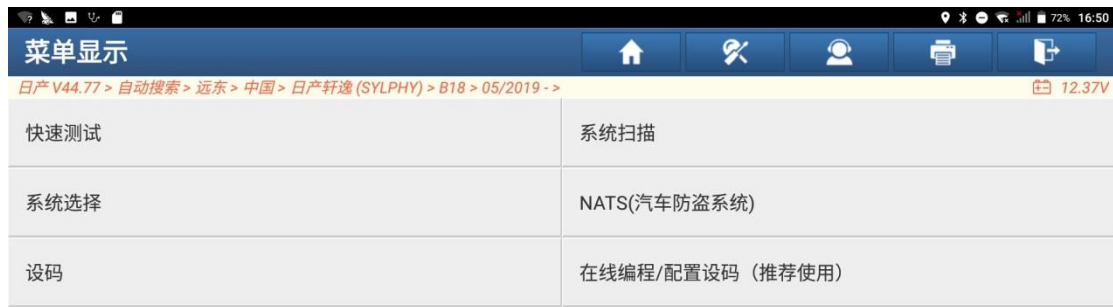 72% 16:50
菜单显示
日产 V44.77 > 自动搜索 > 远东 > 中国 > 日产轩逸 (SYLPHY) > B18 > 05/2019 - > 12.37V
快速测试 系统扫描
系统选择 NATS(汽车防盗系统)
设码 在线编程/配置设码（推荐使用）